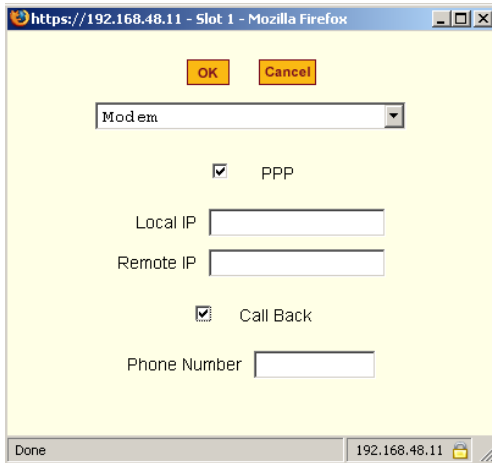 https://192.168.48.11 - Slot 1 - Mozilla Firefox
OK Cancel
Modem
PPP
Local IP
Remote IP
Call Back
Phone Number
Done 192.168.48.11